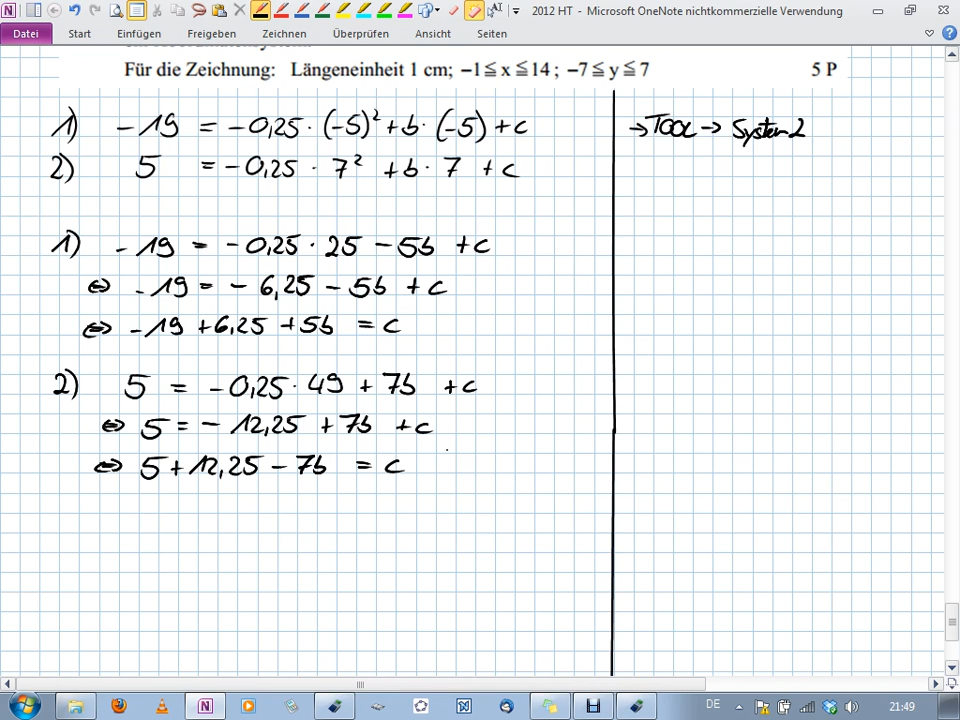 2012 HT - Microsoft OneNote nichtkommerzielle Verwendung
Datei Start Einfügen Freigeben Zeichnen Überprüfen Ansicht Seiten
Für die Zeichnung: Längeneinheit 1 cm; −1 ≦ x ≦ 14; −7 ≦ y ≦ 7 5 P
1) -19 = -0,25 · (-5)² + b · (-5) + c
→ TOOL → System 2
2) 5 = -0,25 · 7² + b · 7 + c
1) -19 = -0,25 · 25 - 5b + c
⇔ -19 = - 6,25 - 5b + c
⇔ -19 + 6,25 + 5b = c
2) 5 = -0,25 · 49 + 7b + c
⇔ 5 = - 12,25 + 7b + c
⇔ 5 + 12,25 - 7b = c
DE 21:49